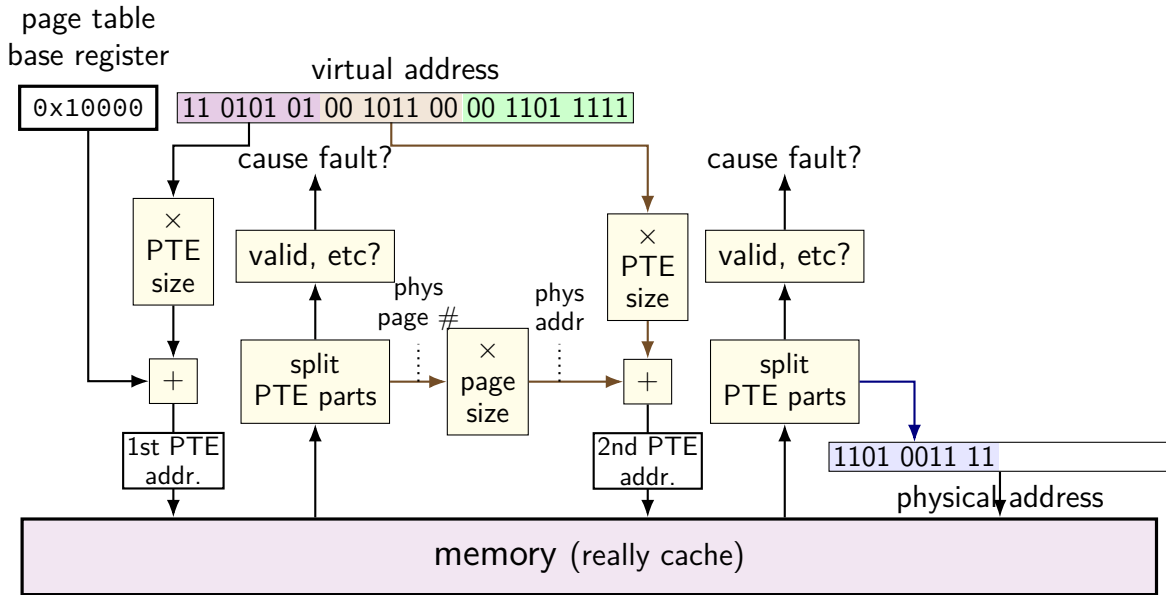 page table
base register
0x10000
virtual address
11 0101 01 00 1011 00 00 1101 1111
cause fault?
cause fault?
×
PTE
size
valid, etc?
phys
page #
phys
addr
×
PTE
size
valid, etc?
+
split
PTE parts
×
page
size
+
split
PTE parts
1st PTE
addr.
2nd PTE
addr.
1101 0011 11
physical address
memory (really cache)